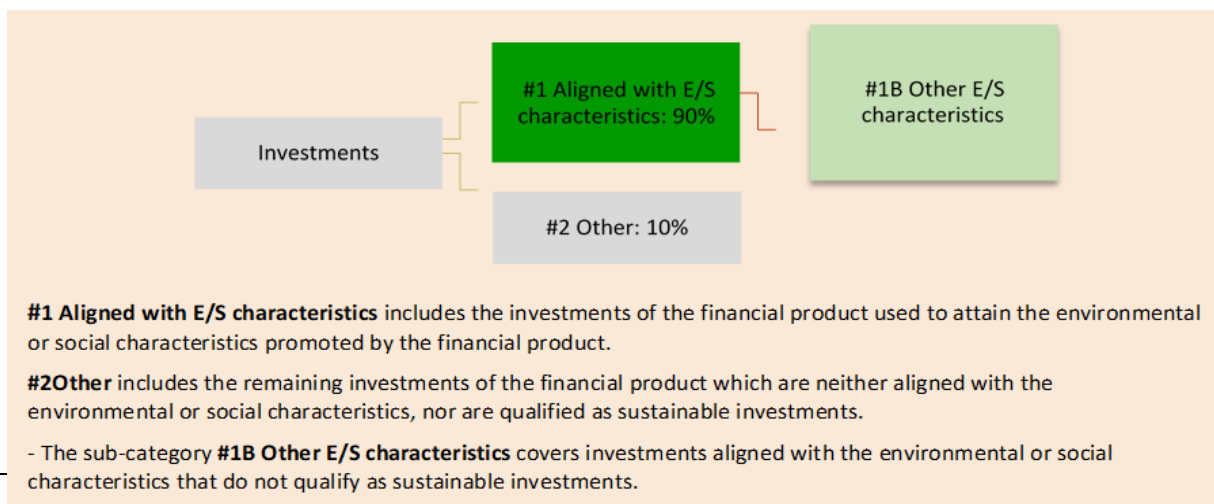 #1 Aligned with E/S
characteristics: 90%
#1B Other E/S
characteristics
Investments
#2 Other: 10%
#1 Aligned with E/S characteristics includes the investments of the financial product used to attain the environmental
or social characteristics promoted by the financial product.
#2Other includes the remaining investments of the financial product which are neither aligned with the
environmental or social characteristics, nor are qualified as sustainable investments.
- The sub-category #1B Other E/S characteristics covers investments aligned with the environmental or social
characteristics that do not qualify as sustainable investments.